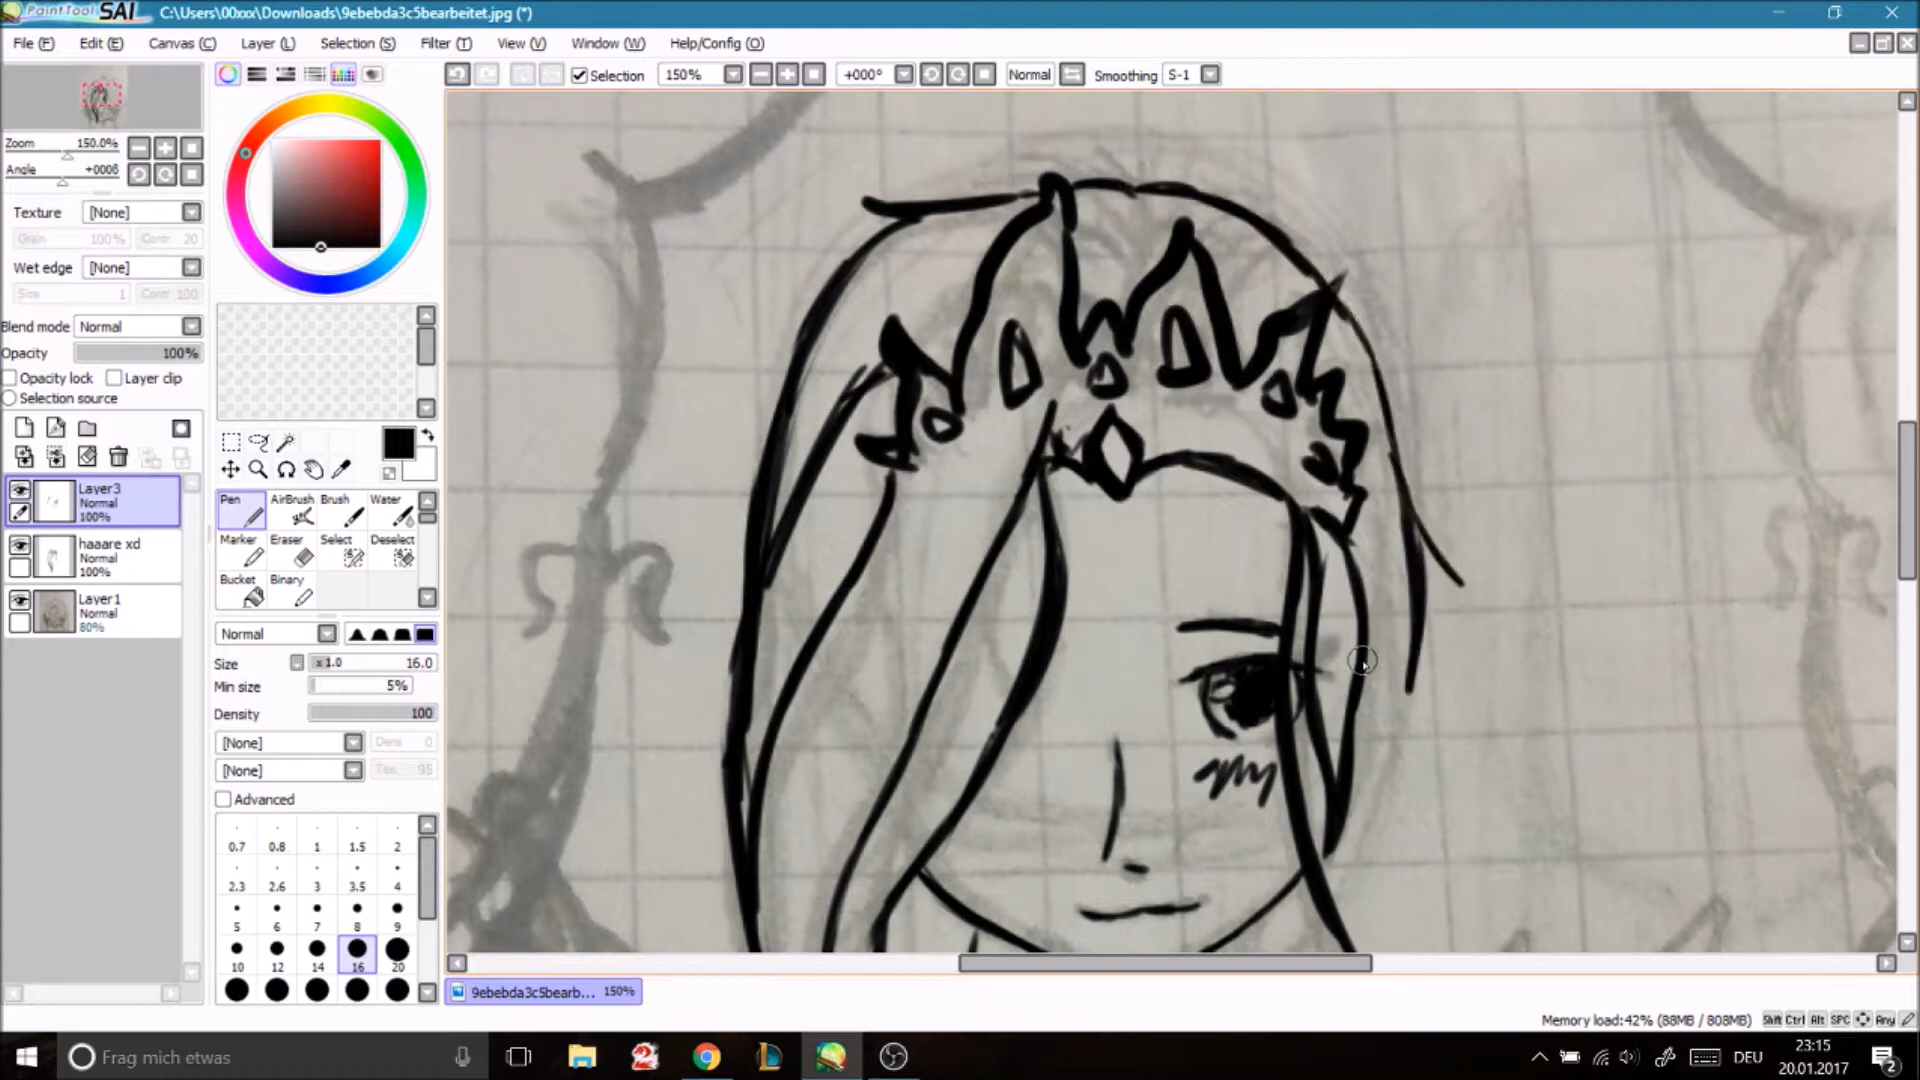 PaintTool SAI C:\Users\00xxx\Downloads\9ebebda3c5bearbeitet.jpg (*)
File (F) Edit (E) Canvas (C) Layer (L) Selection (S) Filter (T) View (V) Window (W) Help/Config (O)
Selection 150% +000° Normal Smoothing S-1
Zoom 150.0%
Angle
Texture [None]
Grain 100% Contr 20
Wet edge [None]
Size 1 Contr 100
Blend mode Normal
Opacity 100%
Opacity lock Layer clip
Selection source
Layer3
Normal
100%
haaare xd
Normal
100%
Layer1
Normal
80%
Pen AirBrush Brush Water
Marker Eraser Select Deselect
Bucket Binary
Normal
Size x1.0 16.0
Min size 5%
Density 100
[None] Dens 0
[None] Tex 95
Advanced
0.7 0.8 1 1.5 2
2.3 2.6 3 3.5 4
5 6 7 8 9
10 12 14 16 20
9ebebda3c5bearb... 150%
Memory load:42% (88MB / 808MB) Shift Ctrl Alt SPC Any
Frag mich etwas
DEU
23:15
20.01.2017
2